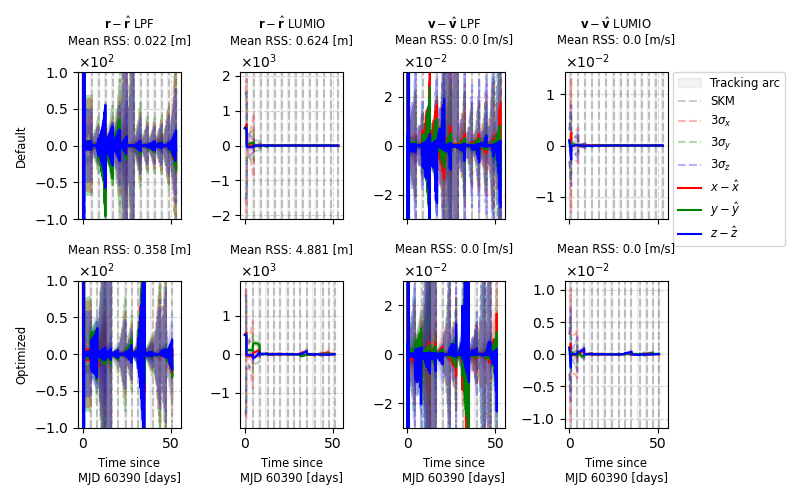 r − r̂ LPF
Mean RSS: 0.022 [m]
r − r̂ LUMIO
Mean RSS: 0.624 [m]
v − v̂ LPF
Mean RSS: 0.0 [m/s]
v − v̂ LUMIO
Mean RSS: 0.0 [m/s]
Default
×10²
1.0
0.5
0.0
−0.5
−1.0
×10³
2
1
0
−1
−2
×10⁻²
2
0
−2
×10⁻²
1
0
−1
Tracking arc
SKM
3σₓ
3σ_y
3σ_z
x − x̂
y − ŷ
z − ẑ
Mean RSS: 0.358 [m]
Mean RSS: 4.881 [m]
Mean RSS: 0.0 [m/s]
Mean RSS: 0.0 [m/s]
Optimized
×10²
1.0
0.5
0.0
−0.5
−1.0
0
50
Time since
MJD 60390 [days]
×10³
1
0
−1
0
50
Time since
MJD 60390 [days]
×10⁻²
2
0
−2
0
50
Time since
MJD 60390 [days]
×10⁻²
1.0
0.5
0.0
−0.5
−1.0
0
50
Time since
MJD 60390 [days]